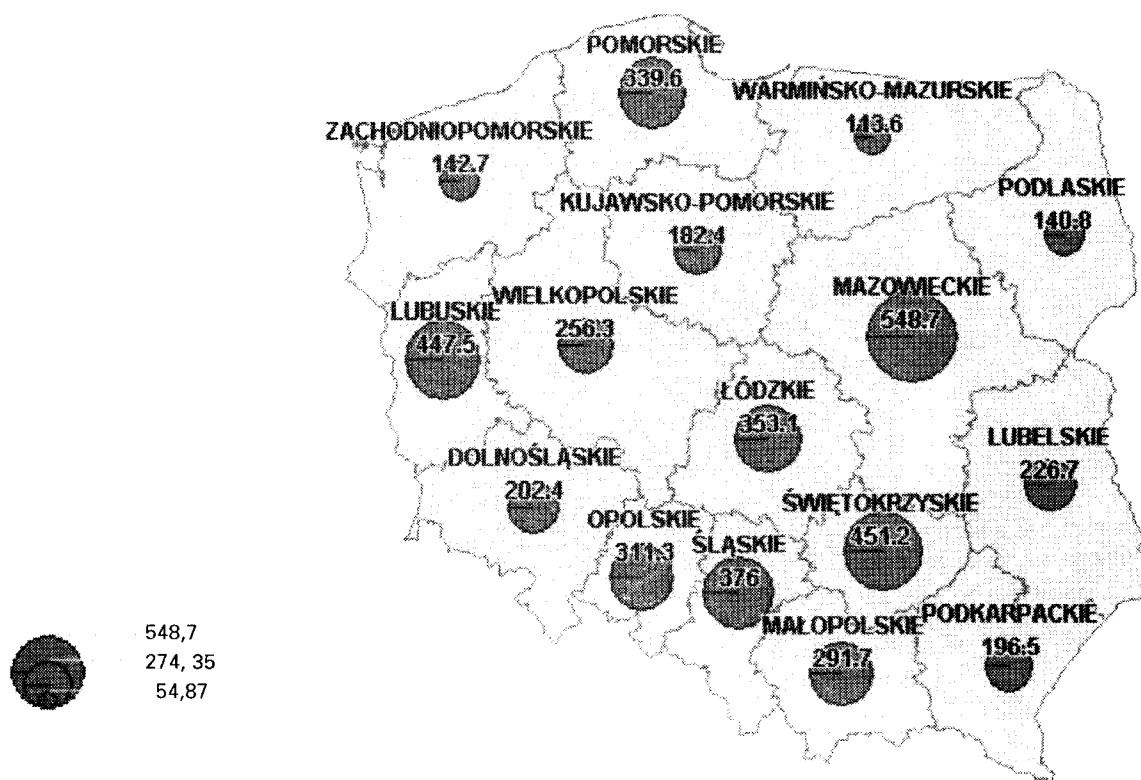 POMORSKIE
339.6
WARMIŃSKO-MAZURSKIE
113.6
ZACHODNIOPOMORSKIE
142.7
PODLASKIE
140.8
KUJAWSKO-POMORSKIE
182.4
MAZOWIECKIE
548.7
WIELKOPOLSKIE
256.3
LUBUSKIE
447.5
ŁÓDZKIE
353.1
LUBELSKIE
226.7
DOLNOŚLĄSKIE
202.4
ŚWIĘTOKRZYSKIE
451.2
OPOLSKIE
311.3
ŚLĄSKIE
376
PODKARPACKIE
196.5
MAŁOPOLSKIE
291.7
548,7
274, 35
54,87